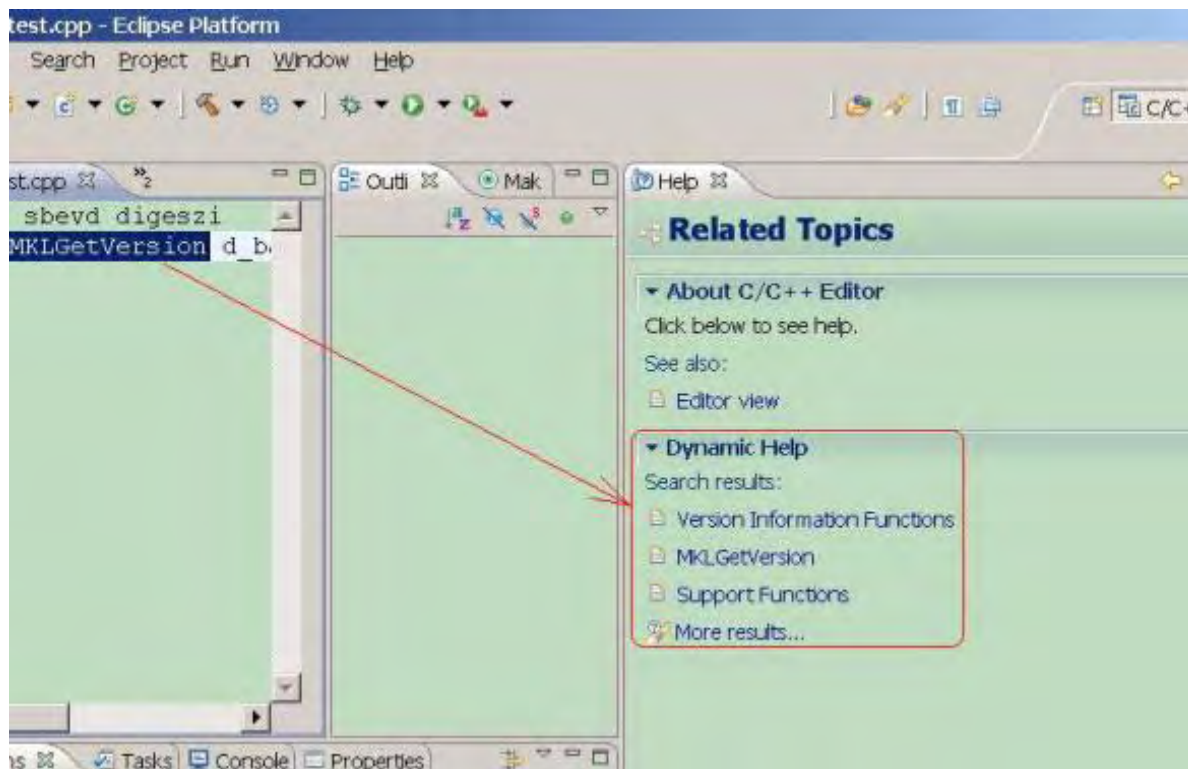 test.cpp - Eclipse Platform
Search Project Run Window Help
C/C+
st.cpp
2
Outli
Mak
Help
sbevd digeszi
MKLGetVersion d_b
Related Topics
About C/C++ Editor
Click below to see help.
See also:
Editor view
Dynamic Help
Search results:
Version Information Functions
MKLGetVersion
Support Functions
More results...
ns
Tasks
Console
Properties